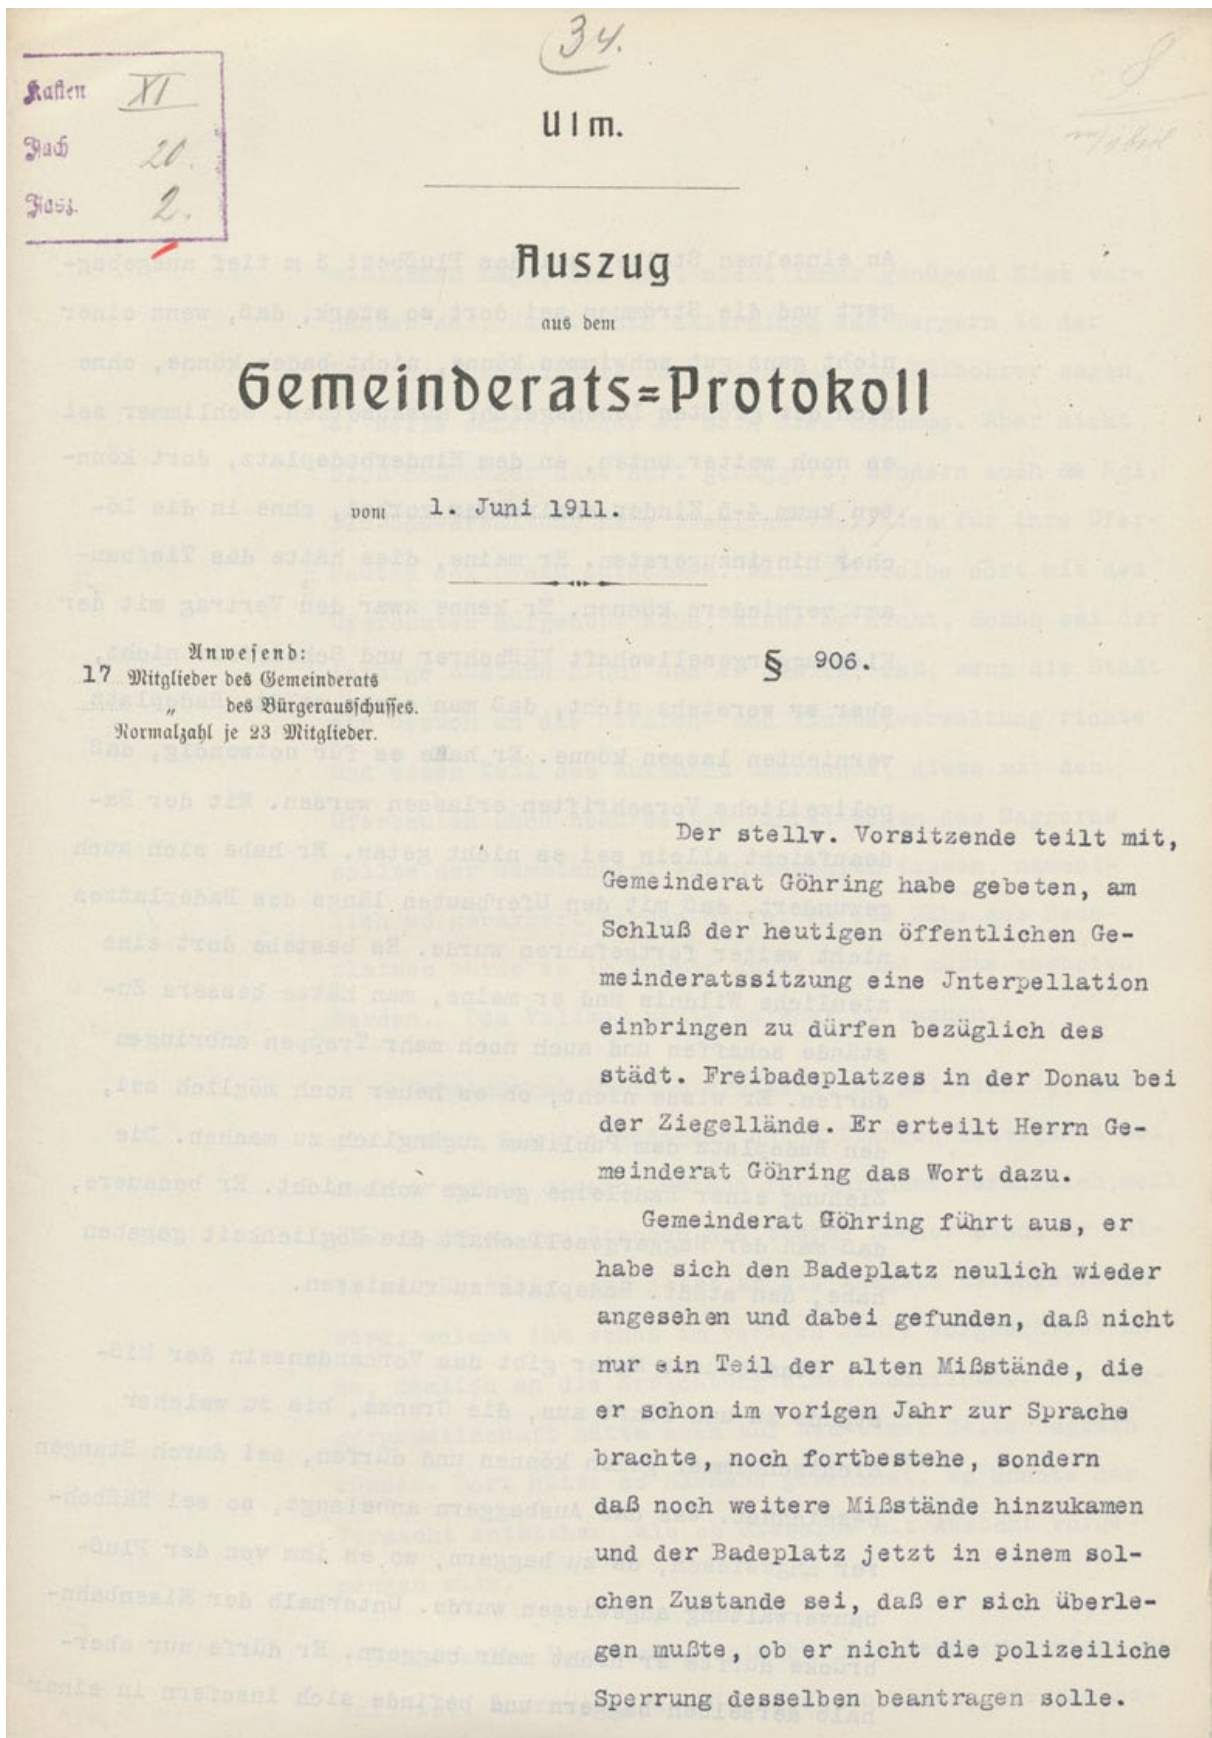 34.
Kasten XI
Fach 20.
Fasz. 2.
Ulm.
Auszug
aus dem
Gemeinderats=Protokoll
vom 1. Juni 1911.
Anwesend:
17 Mitglieder des Gemeinderats
„ des Bürgerausschusses.
Normalzahl je 23 Mitglieder.
§ 906.
Der stellv. Vorsitzende teilt mit,
Gemeinderat Göhring habe gebeten, am
Schluß der heutigen öffentlichen Ge-
meinderatssitzung eine Jnterpellation
einbringen zu dürfen bezüglich des
städt. Freibadeplatzes in der Donau bei
der Ziegellände. Er erteilt Herrn Ge-
meinderat Göhring das Wort dazu.
Gemeinderat Göhring führt aus, er
habe sich den Badeplatz neulich wieder
angesehen und dabei gefunden, daß nicht
nur ein Teil der alten Mißstände, die
er schon im vorigen Jahr zur Sprache
brachte, noch fortbestehe, sondern
daß noch weitere Mißstände hinzukamen
und der Badeplatz jetzt in einem sol-
chen Zustande sei, daß er sich überle-
gen mußte, ob er nicht die polizeiliche
Sperrung desselben beantragen solle.